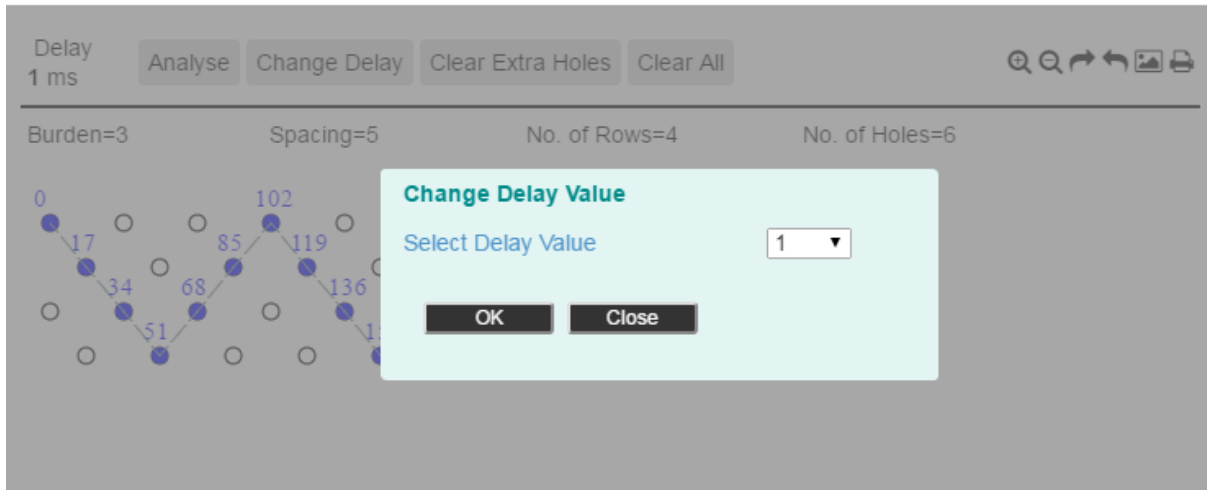 Delay
1 ms
Analyse Change Delay Clear Extra Holes Clear All
Burden=3 Spacing=5 No. of Rows=4 No. of Holes=6
Change Delay Value
Select Delay Value 1
OK Close
0 102
17 85 119
34 68 136
51